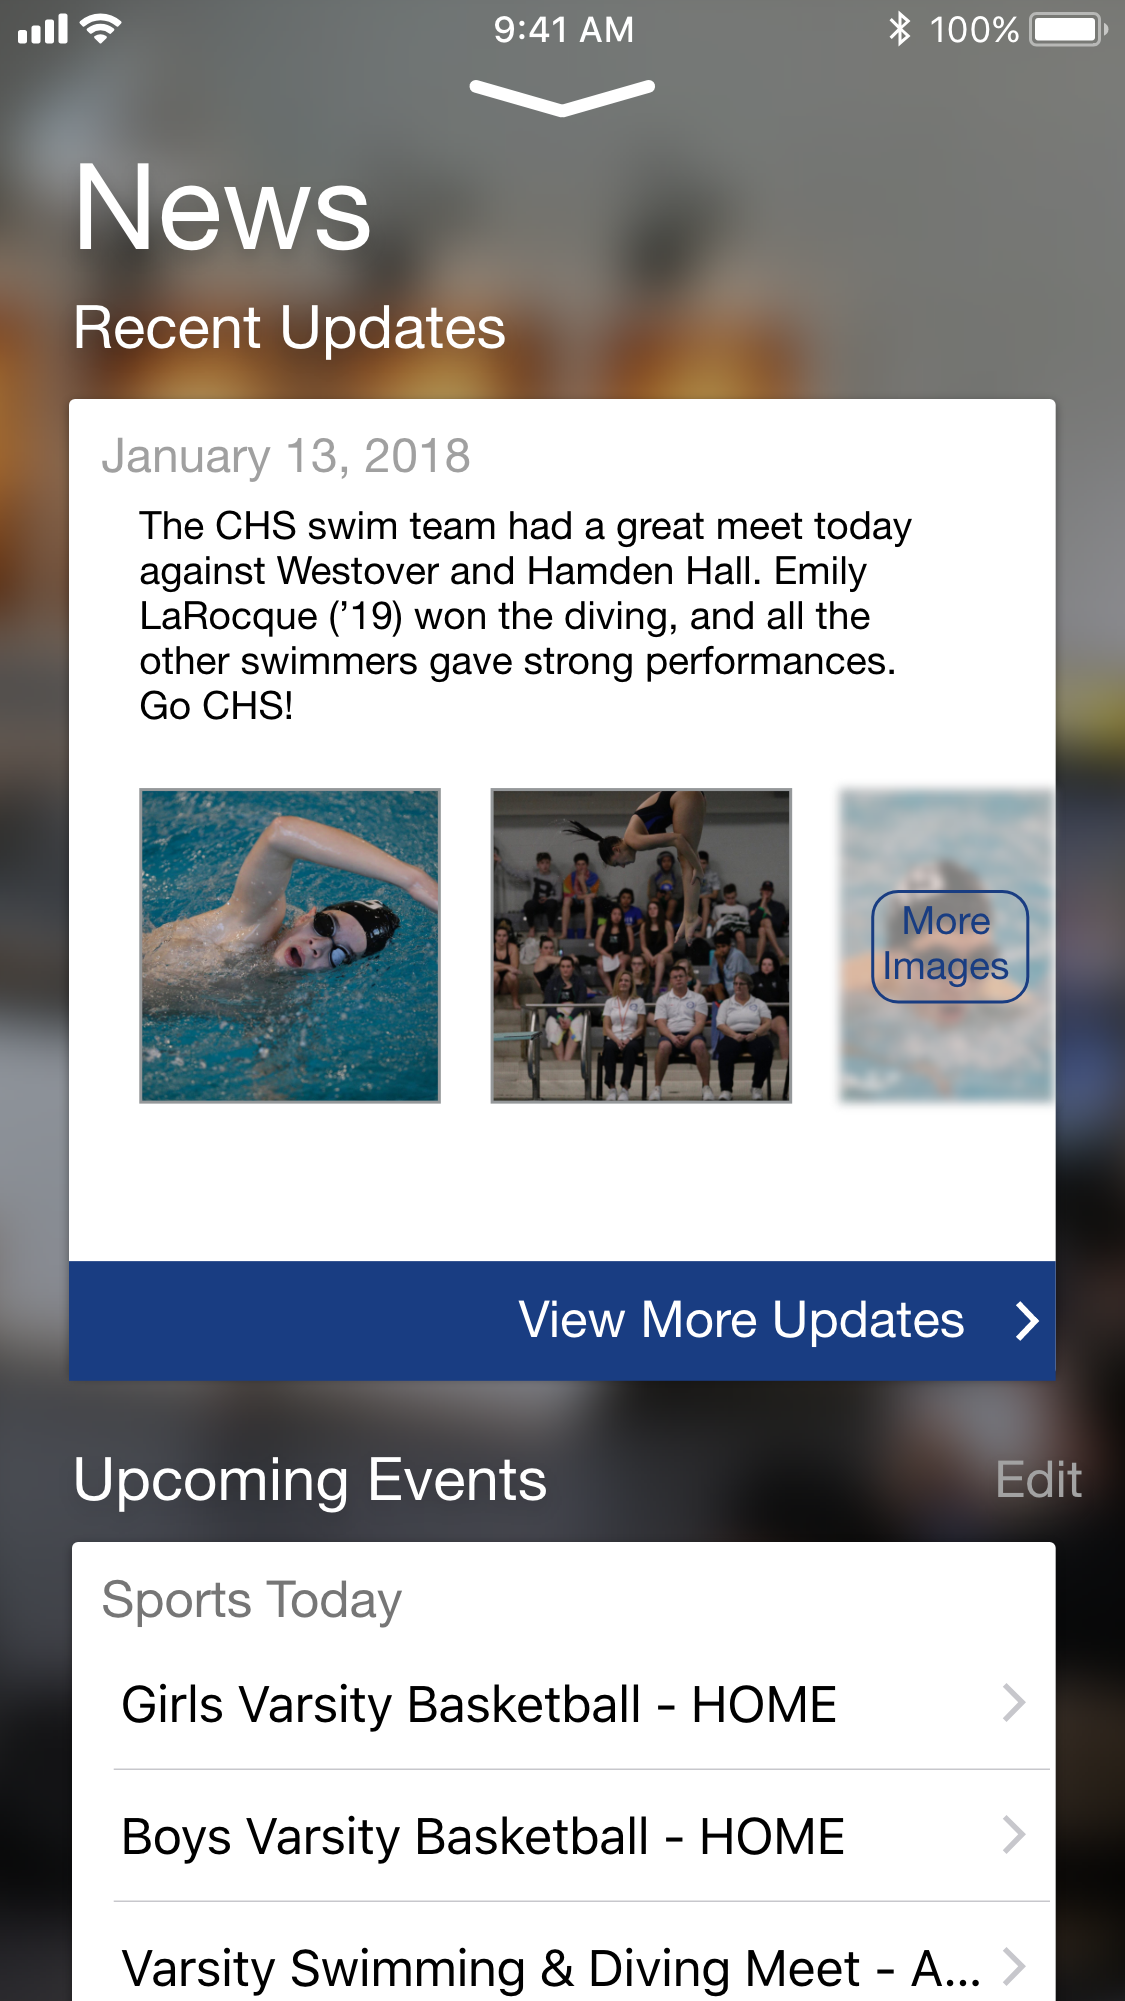 9:41 AM
100%
News
Recent Updates
January 13, 2018
The CHS swim team had a great meet today
against Westover and Hamden Hall. Emily
LaRocque (’19) won the diving, and all the
other swimmers gave strong performances.
Go CHS!
More
Images
View More Updates
Upcoming Events
Edit
Sports Today
Girls Varsity Basketball - HOME
Boys Varsity Basketball - HOME
Varsity Swimming & Diving Meet - A...